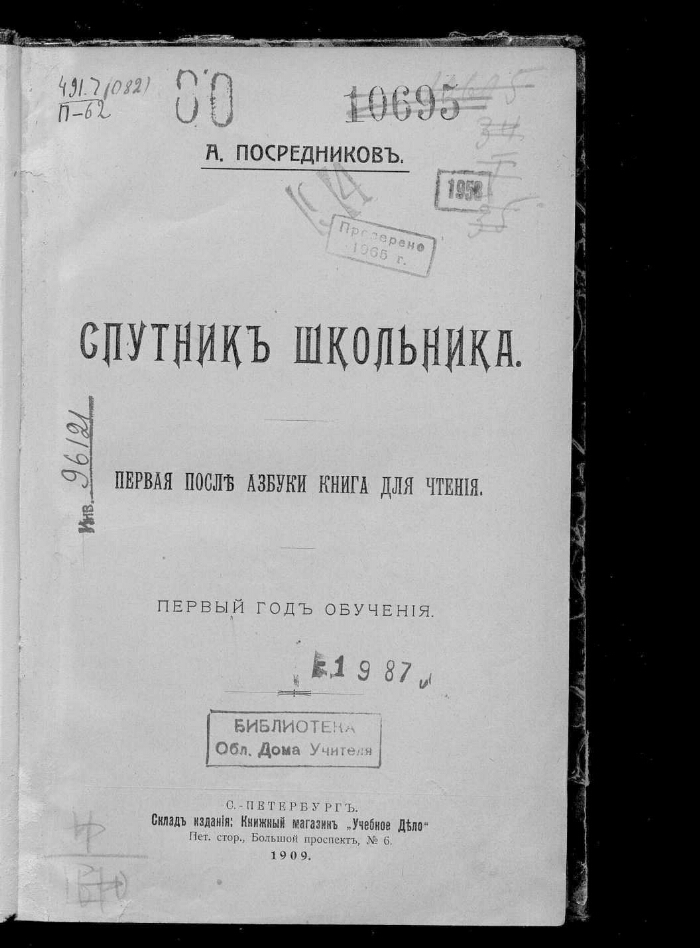 491.7(082)
П-62
10695
А. ПОСРЕДНИКОВЪ.
1958
Проверено
1965 г.
СПУТНИКЪ ШКОЛЬНИКА.
Инв. 96121
ПЕРВАЯ ПОСЛѢ АЗБУКИ КНИГА ДЛЯ ЧТЕНІЯ.
ПЕРВЫЙ ГОДЪ ОБУЧЕНІЯ.
1987
БИБЛИОТЕКА
Обл. Дома Учителя
С.-ПЕТЕРБУРГЪ.
Складъ изданія: Книжный магазинъ „Учебное Дѣло“
Пет. стор., Большой проспектъ, № 6.
1909.